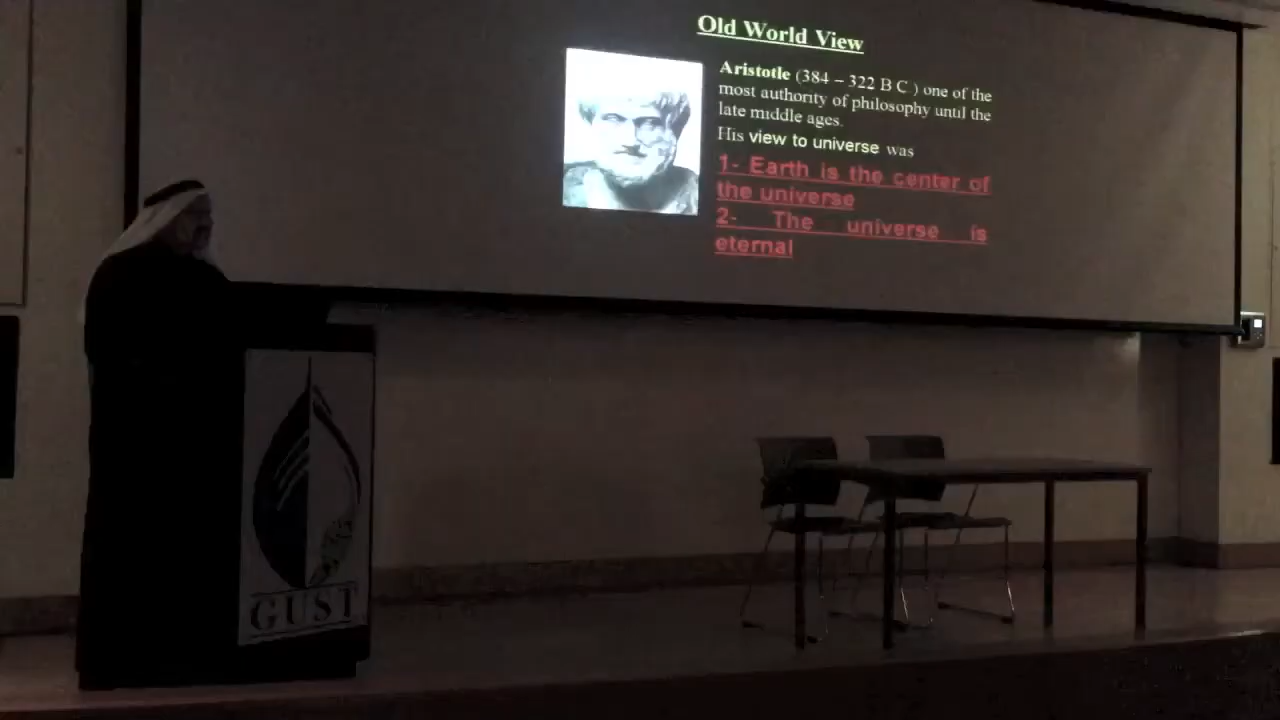 Old World View
Aristotle (384 – 322 B C ) one of the
most authority of philosophy until the
late middle ages.
His view to universe was
1- Earth is the center of
the universe
2- The universe is
eternal
GUST